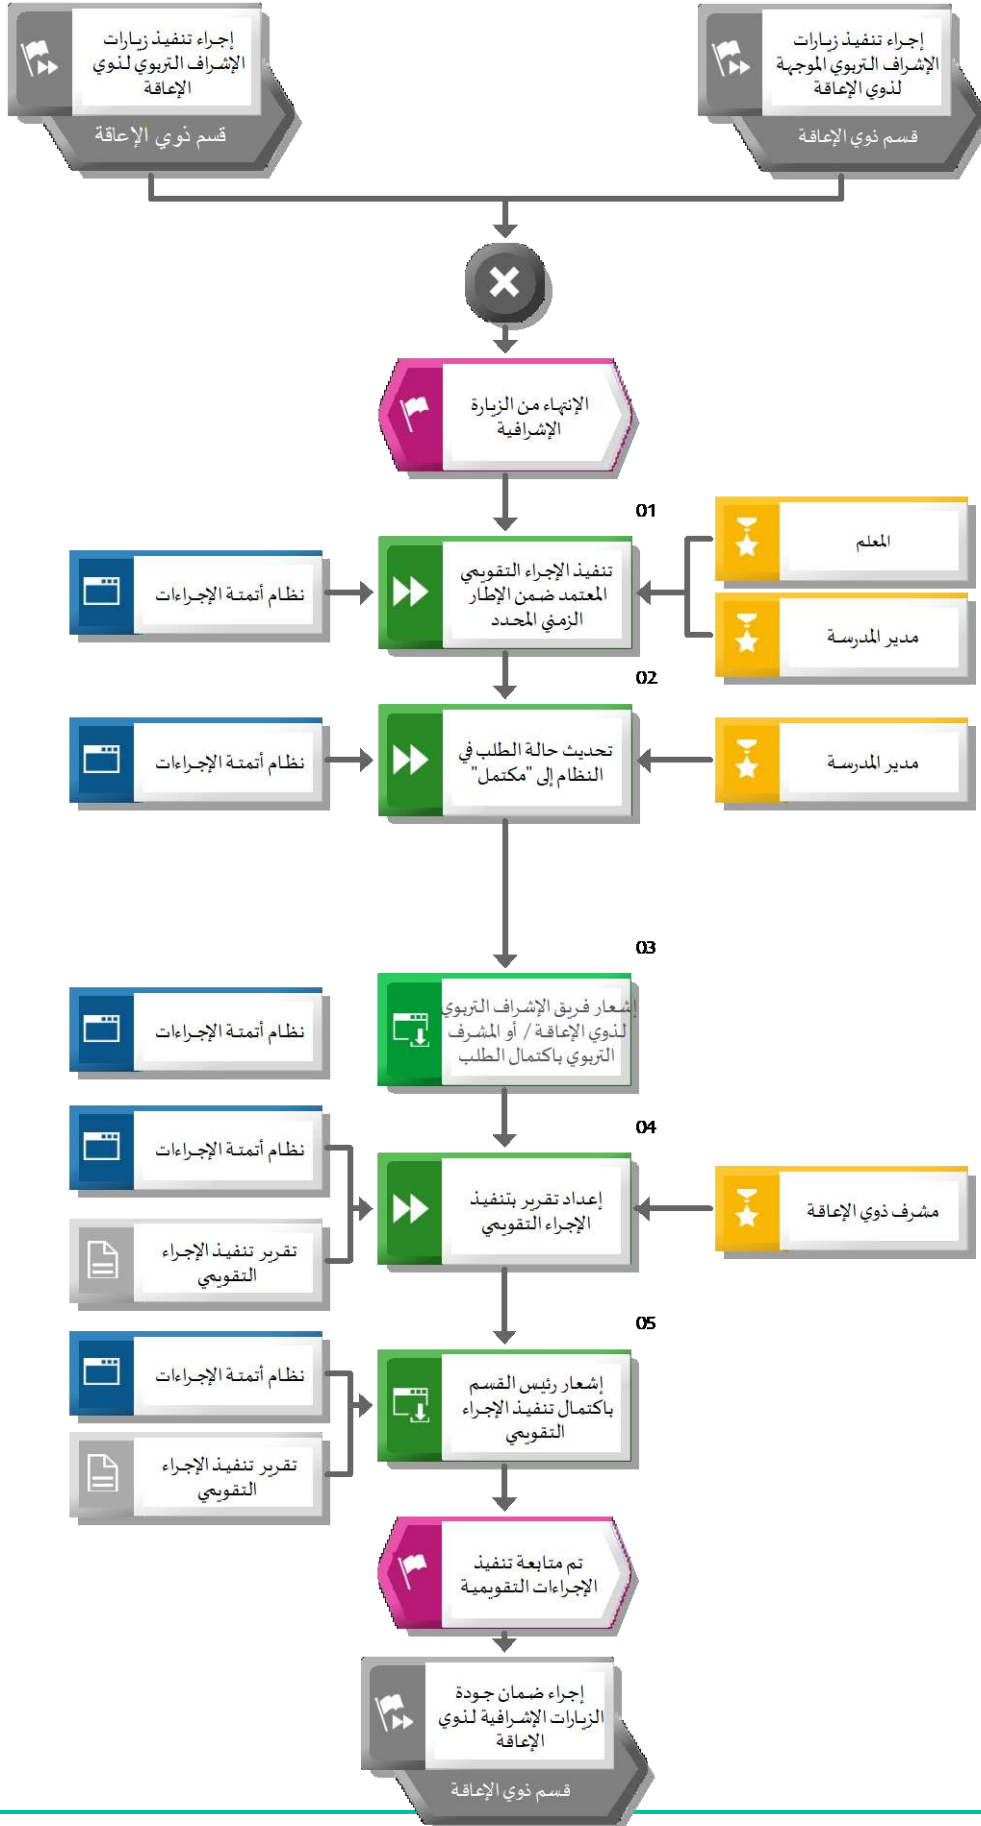 إجراء تنفيذ زيارات
الإشراف التربوي الموجهة
لذوي الإعاقة
قسم ذوي الإعاقة
إجراء تنفيذ زيارات
الإشراف التربوي لذوي
الإعاقة
قسم ذوي الإعاقة
الإنتهاء من الزيارة
الإشرافية
01
المعلم
مدير المدرسة
تنفيذ الإجراء التقويمي
المعتمد ضمن الإطار
الزمني المحدد
نظام أتمتة الإجراءات
02
مدير المدرسة
تحديث حالة الطلب في
النظام إلى "مكتمل"
نظام أتمتة الإجراءات
03
إشعار فريق الإشراف التربوي
لذوي الإعاقة / أو المشرف
التربوي باكتمال الطلب
نظام أتمتة الإجراءات
04
مشرف ذوي الإعاقة
إعداد تقرير بتنفيذ
الإجراء التقويمي
نظام أتمتة الإجراءات
تقرير تنفيذ الإجراء
التقويمي
05
إشعار رئيس القسم
باكتمال تنفيذ الإجراء
التقويمي
نظام أتمتة الإجراءات
تقرير تنفيذ الإجراء
التقويمي
تم متابعة تنفيذ
الإجراءات التقويمية
إجراء ضمان جودة
الزيارات الإشرافية لذوي
الإعاقة
قسم ذوي الإعاقة